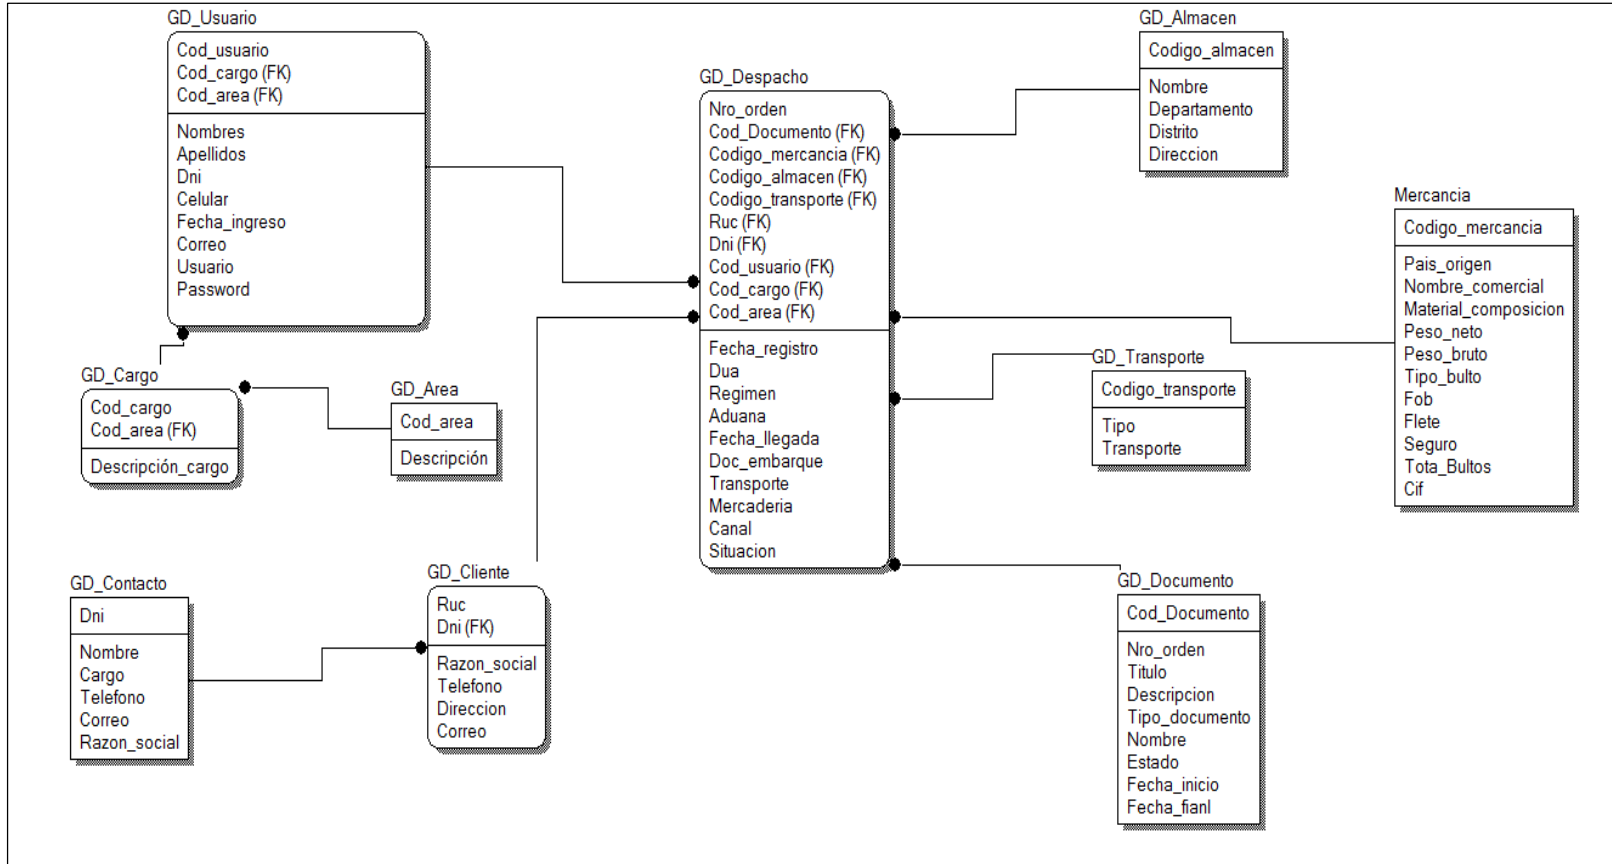 GD_Usuario
Cod_usuario
Cod_cargo (FK)
Cod_area (FK)
Nombres
Apellidos
Dni
Celular
Fecha_ingreso
Correo
Usuario
Password
GD_Cargo
Cod_cargo
Cod_area (FK)
Descripción_cargo
GD_Area
Cod_area
Descripción
GD_Contacto
Dni
Nombre
Cargo
Telefono
Correo
Razon_social
GD_Cliente
Ruc
Dni (FK)
Razon_social
Telefono
Direccion
Correo
GD_Despacho
Nro_orden
Cod_Documento (FK)
Codigo_mercancia (FK)
Codigo_almacen (FK)
Codigo_transporte (FK)
Ruc (FK)
Dni (FK)
Cod_usuario (FK)
Cod_cargo (FK)
Cod_area (FK)
Fecha_registro
Dua
Regimen
Aduana
Fecha_llegada
Doc_embarque
Transporte
Mercaderia
Canal
Situacion
GD_Almacen
Codigo_almacen
Nombre
Departamento
Distrito
Direccion
Mercancia
Codigo_mercancia
Pais_origen
Nombre_comercial
Material_composicion
Peso_neto
Peso_bruto
Tipo_bulto
Fob
Flete
Seguro
Tota_Bultos
Cif
GD_Transporte
Codigo_transporte
Tipo
Transporte
GD_Documento
Cod_Documento
Nro_orden
Titulo
Descripcion
Tipo_documento
Nombre
Estado
Fecha_inicio
Fecha_fianl